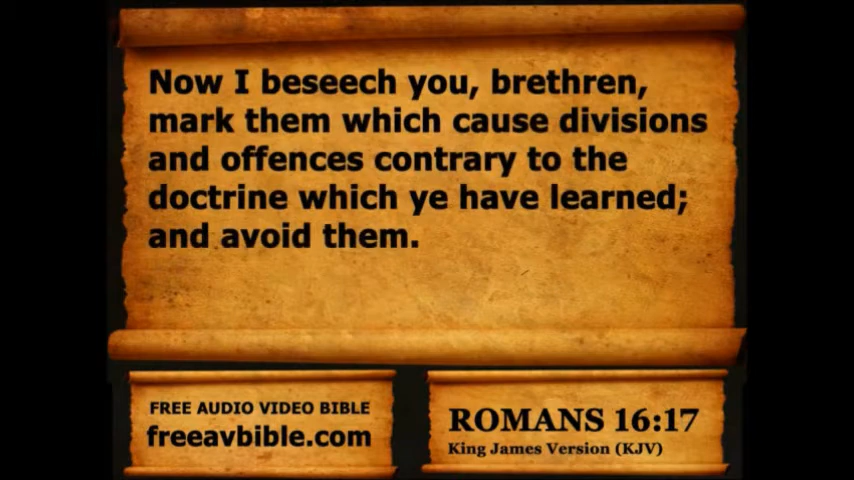 Now I beseech you, brethren,
mark them which cause divisions
and offences contrary to the
doctrine which ye have learned;
and avoid them.
FREE AUDIO VIDEO BIBLE
freeavbible.com
ROMANS 16:17
King James Version (KJV)